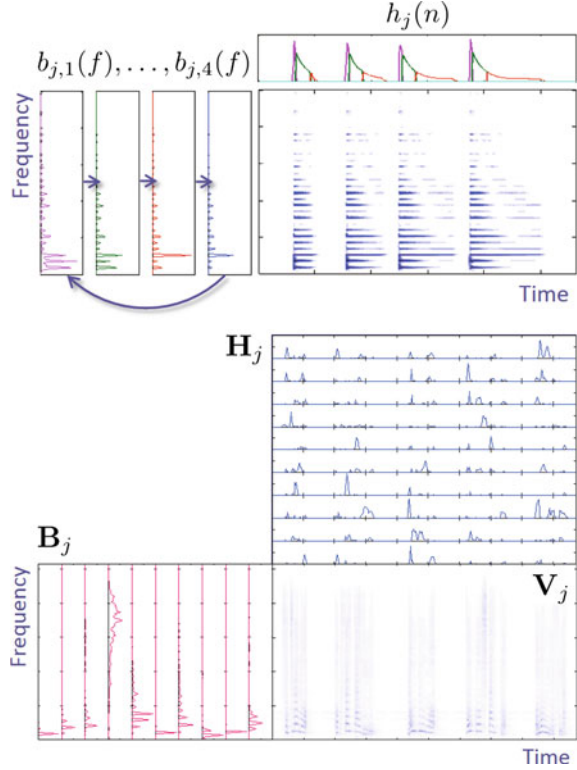 h_j(n)
b_{j,1}(f), . . . , b_{j,4}(f)
Frequency
Time
H_j
B_j
V_j
Frequency
Time